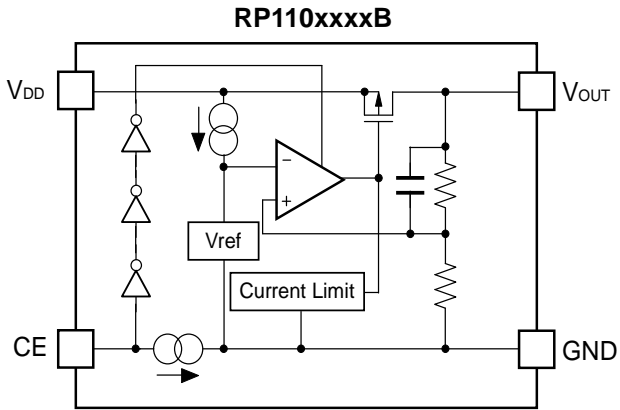 RP110xxxxB
VDD
VOUT
−
+
Vref
Current Limit
CE
GND